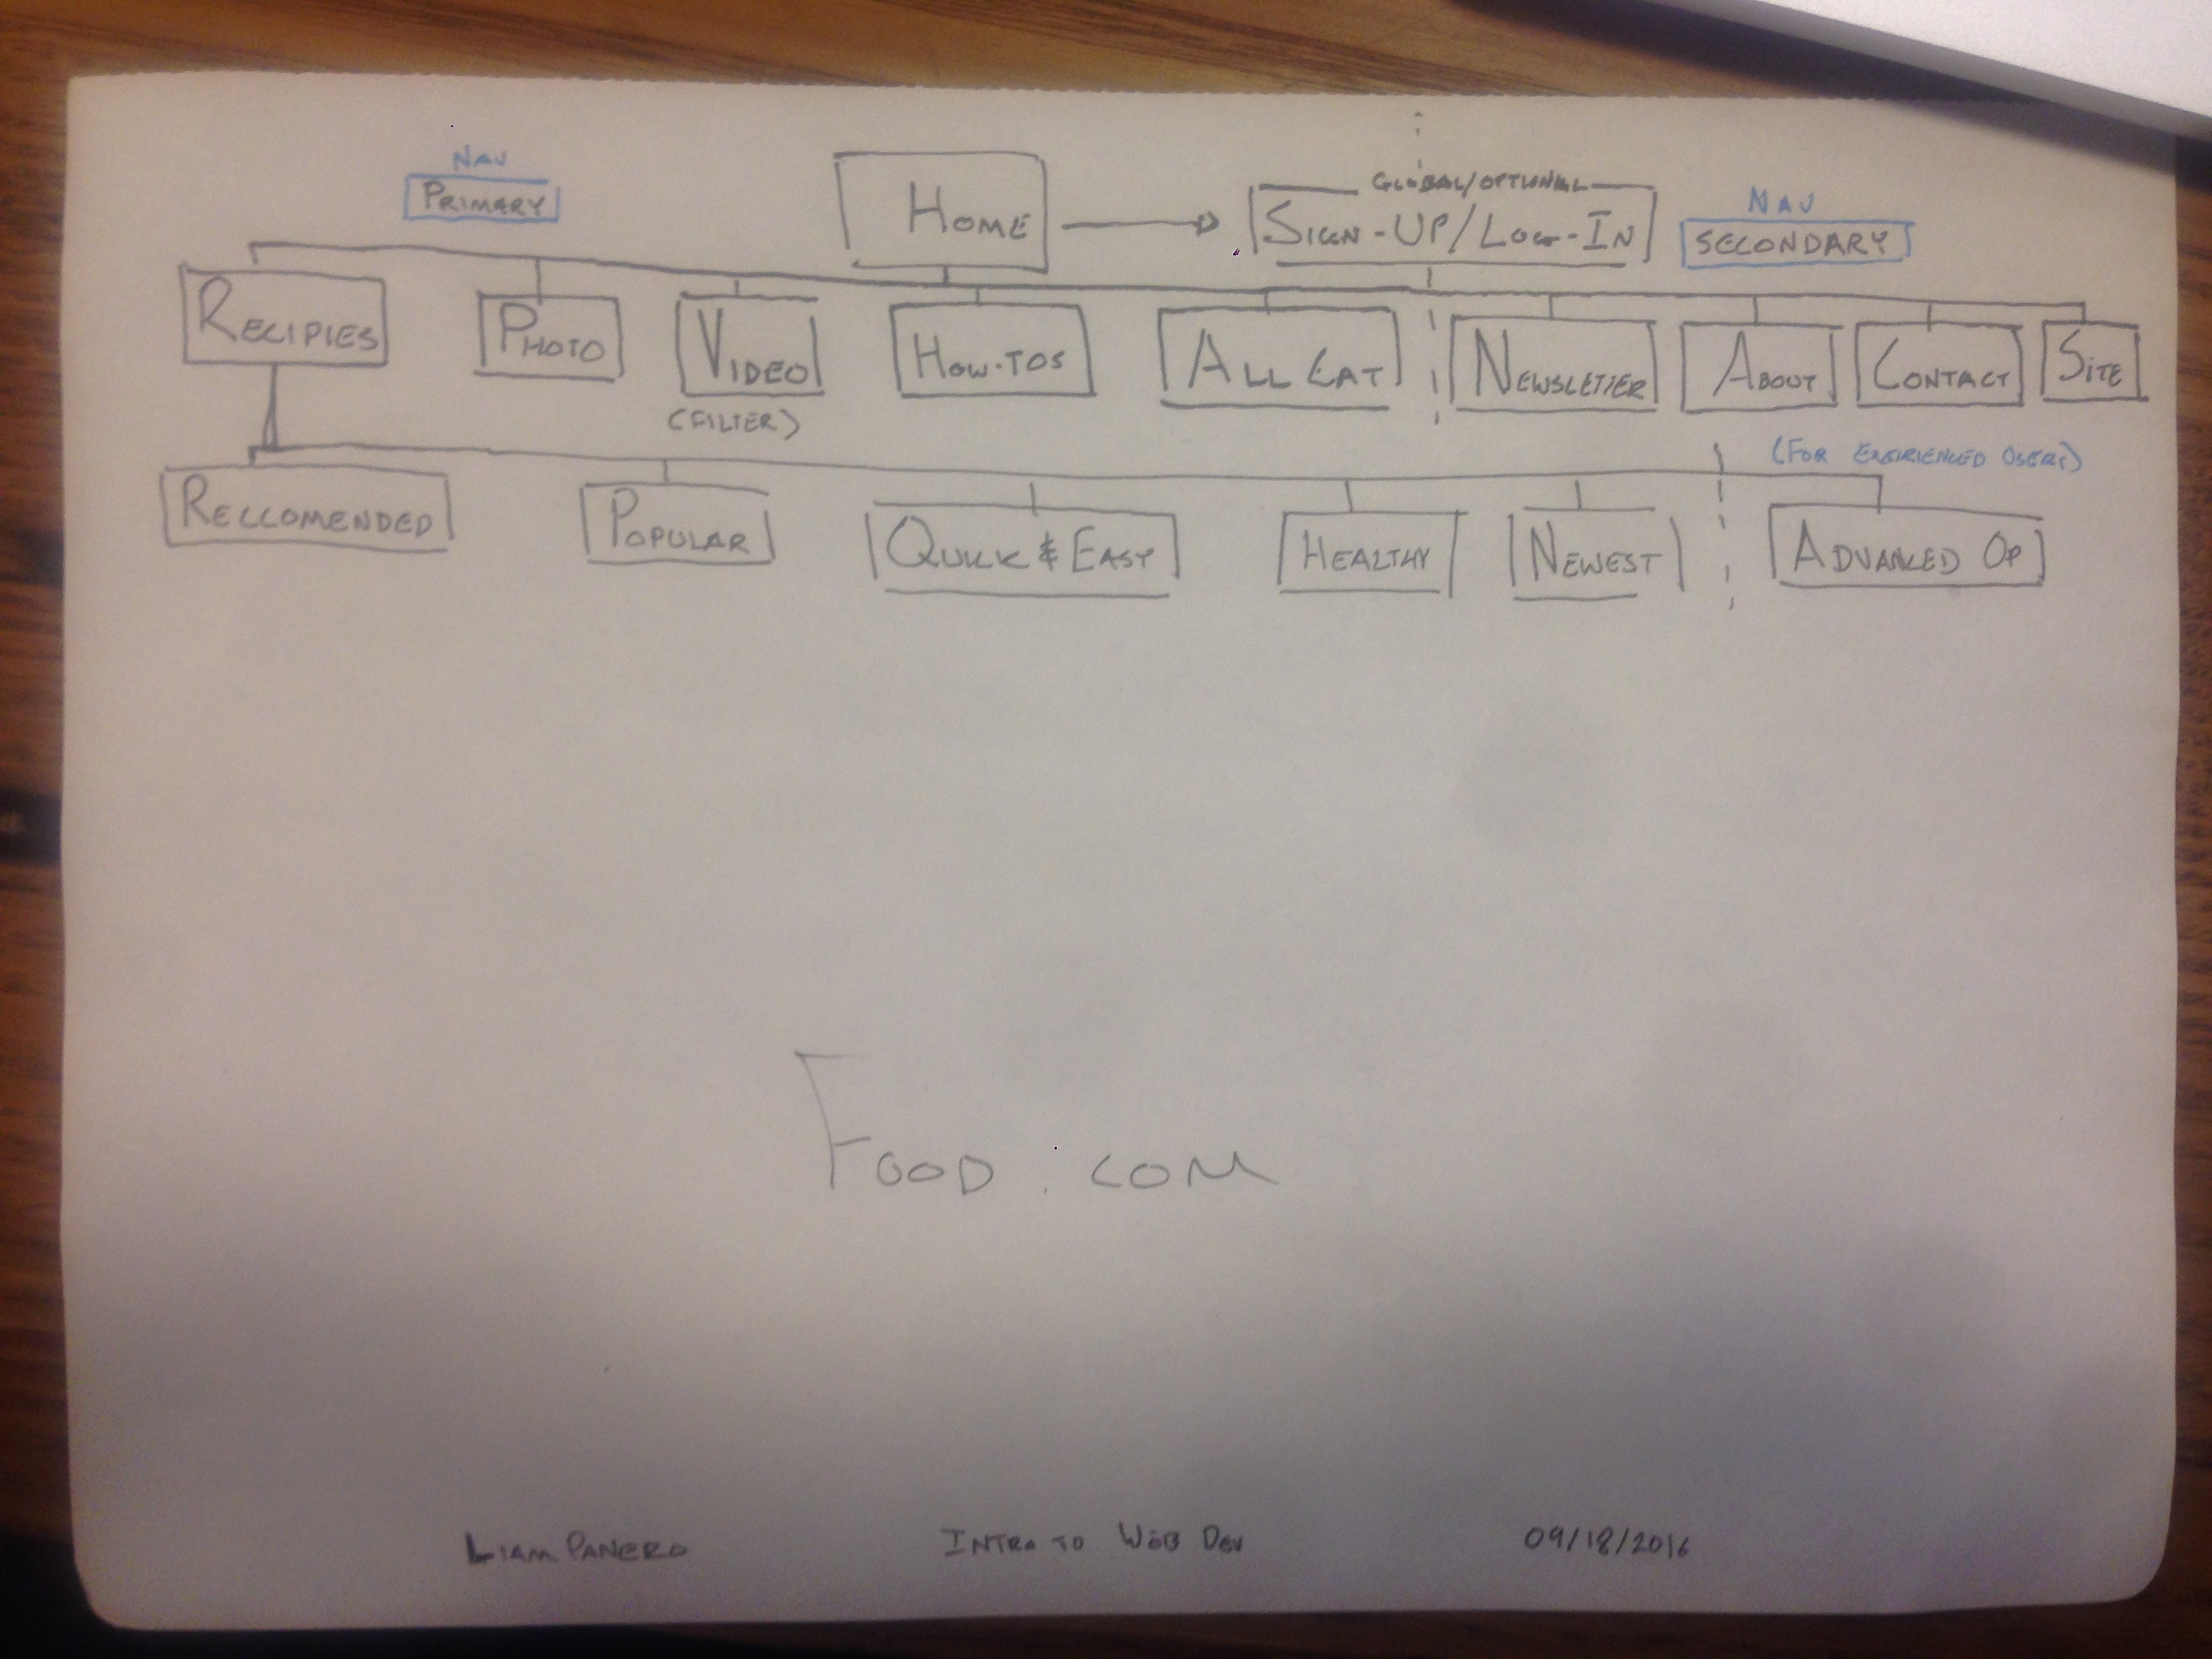 NAV
PRIMARY
HOME
GLOBAL/OPTIONAL
SIGN-UP/LOG-IN
NAV
SECONDARY
RECIPIES
PHOTO
VIDEO
HOW-TOS
ALL CAT
NEWSLETTER
ABOUT
CONTACT
SITE
(FILTER)
(FOR EXPERIENCED USERS)
RECCOMENDED
POPULAR
QUICK & EASY
HEALTHY
NEWEST
ADVANCED OP
FOOD.COM
LIAM PANERO
INTRO TO WEB DEV
09/18/2016